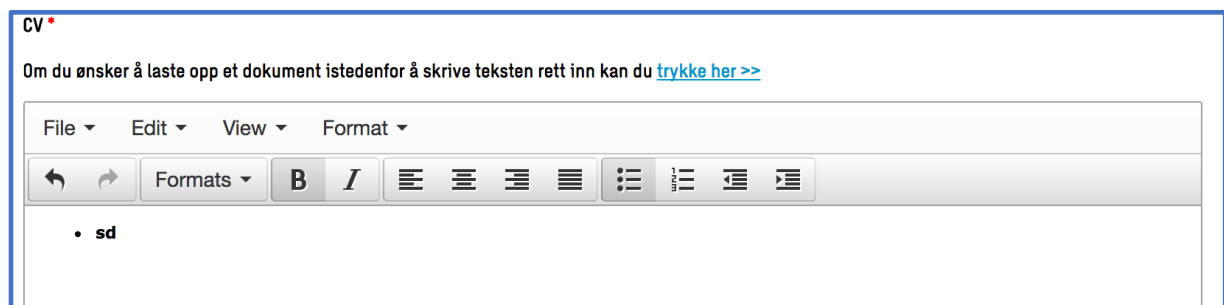 CV *
Om du ønsker å laste opp et dokument istedenfor å skrive teksten rett inn kan du trykke her >>
File Edit View Format
Formats B I
• sd